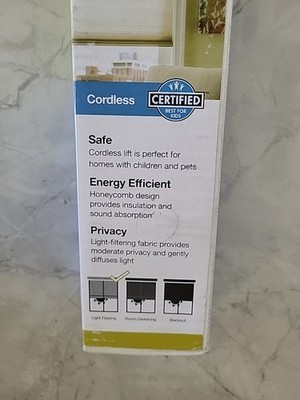 Cordless
CERTIFIED
BEST FOR
KIDS
Safe
Cordless lift is perfect for
homes with children and pets
Energy Efficient
Honeycomb design
provides insulation and
sound absorption
Privacy
Light-filtering fabric provides
moderate privacy and gently
diffuses light
Light Filtering
Room Darkening
Blackout